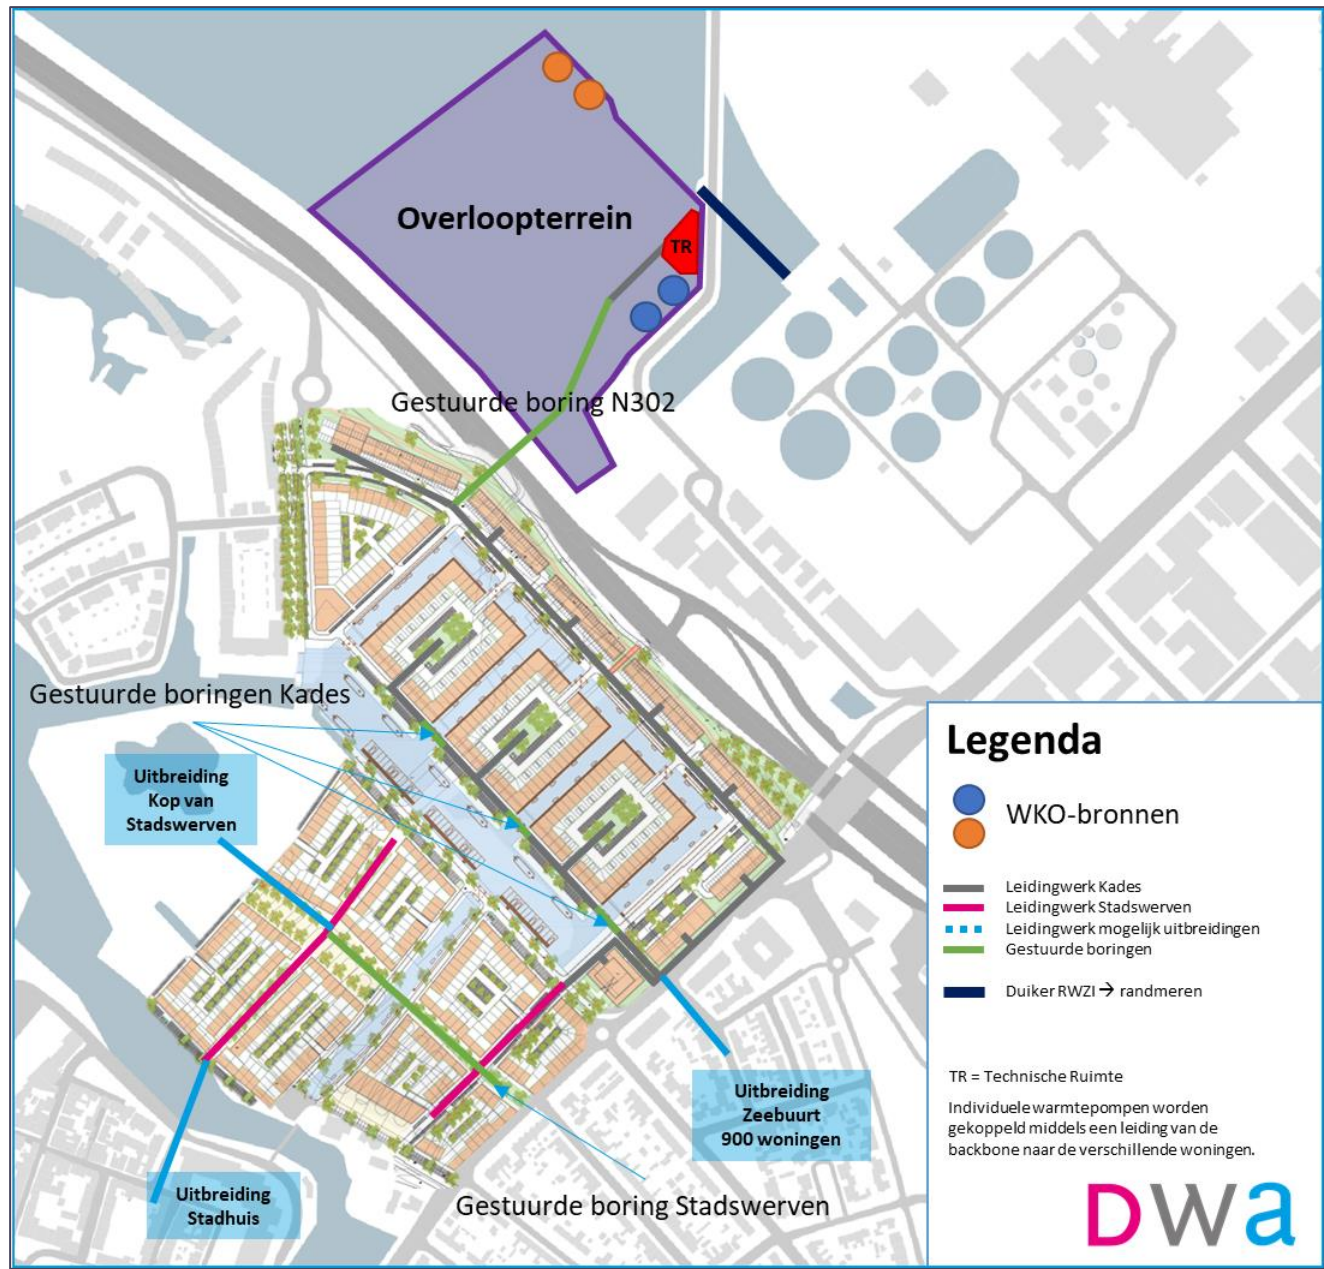 Overloopterrein
TR
Gestuurde boring N302
Gestuurde boringen Kades
Uitbreiding
Kop van
Stadswerven
Uitbreiding
Zeebuurt
900 woningen
Uitbreiding
Stadhuis
Gestuurde boring Stadswerven
Legenda
WKO-bronnen
Leidingwerk Kades
Leidingwerk Stadswerven
Leidingwerk mogelijk uitbreidingen
Gestuurde boringen
Duiker RWZI → randmeren
TR = Technische Ruimte
Individuele warmtepompen worden
gekoppeld middels een leiding van de
backbone naar de verschillende woningen.
DWa